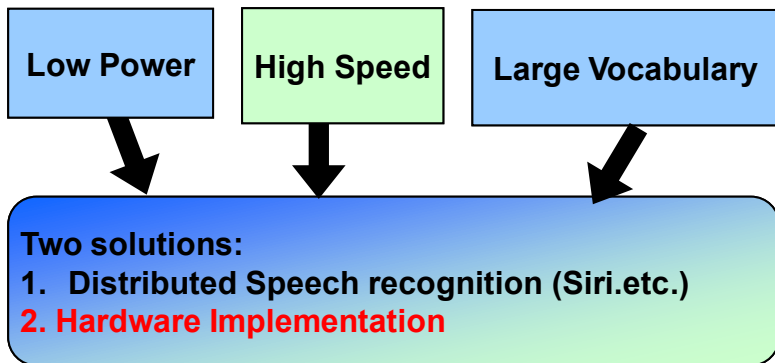 Low Power
High Speed
Large Vocabulary
Two solutions:
1. Distributed Speech recognition (Siri.etc.)
2. Hardware Implementation